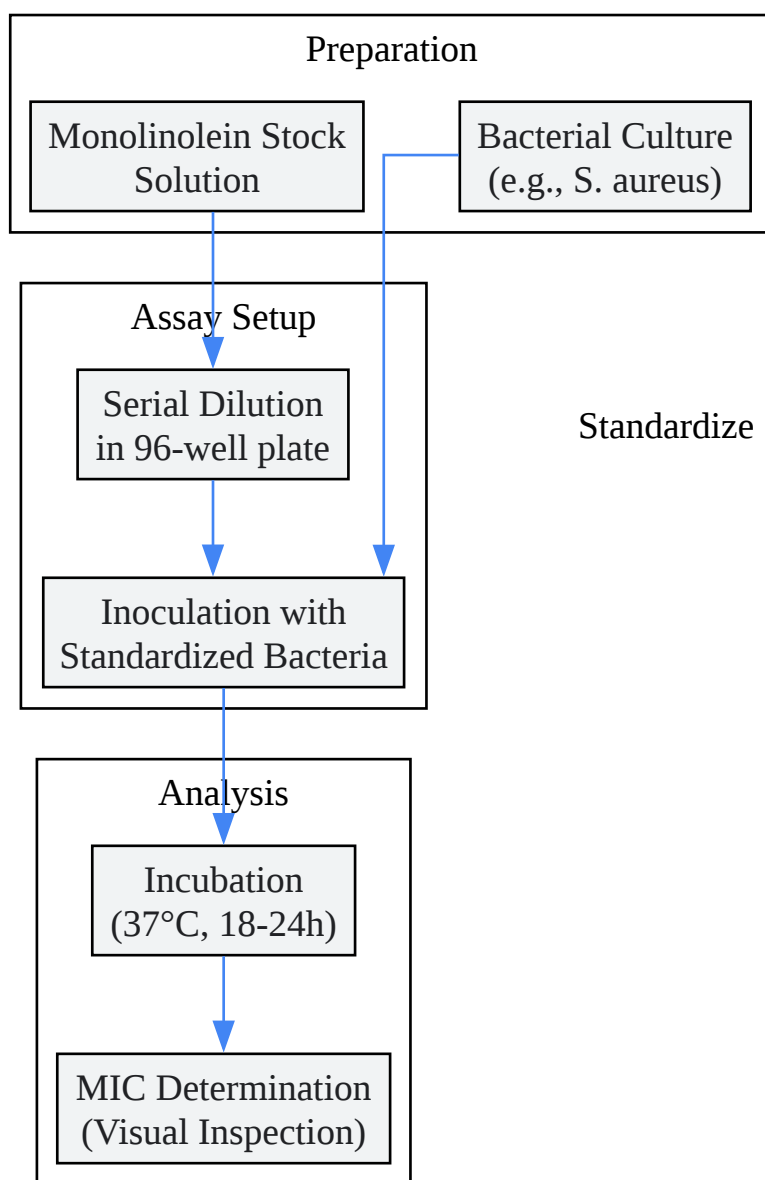 Preparation
Monolinolein Stock
Solution
Bacterial Culture
(e.g., S. aureus)
Assay Setup
Serial Dilution
in 96-well plate
Standardize
Inoculation with
Standardized Bacteria
Analysis
Incubation
(37°C, 18-24h)
MIC Determination
(Visual Inspection)